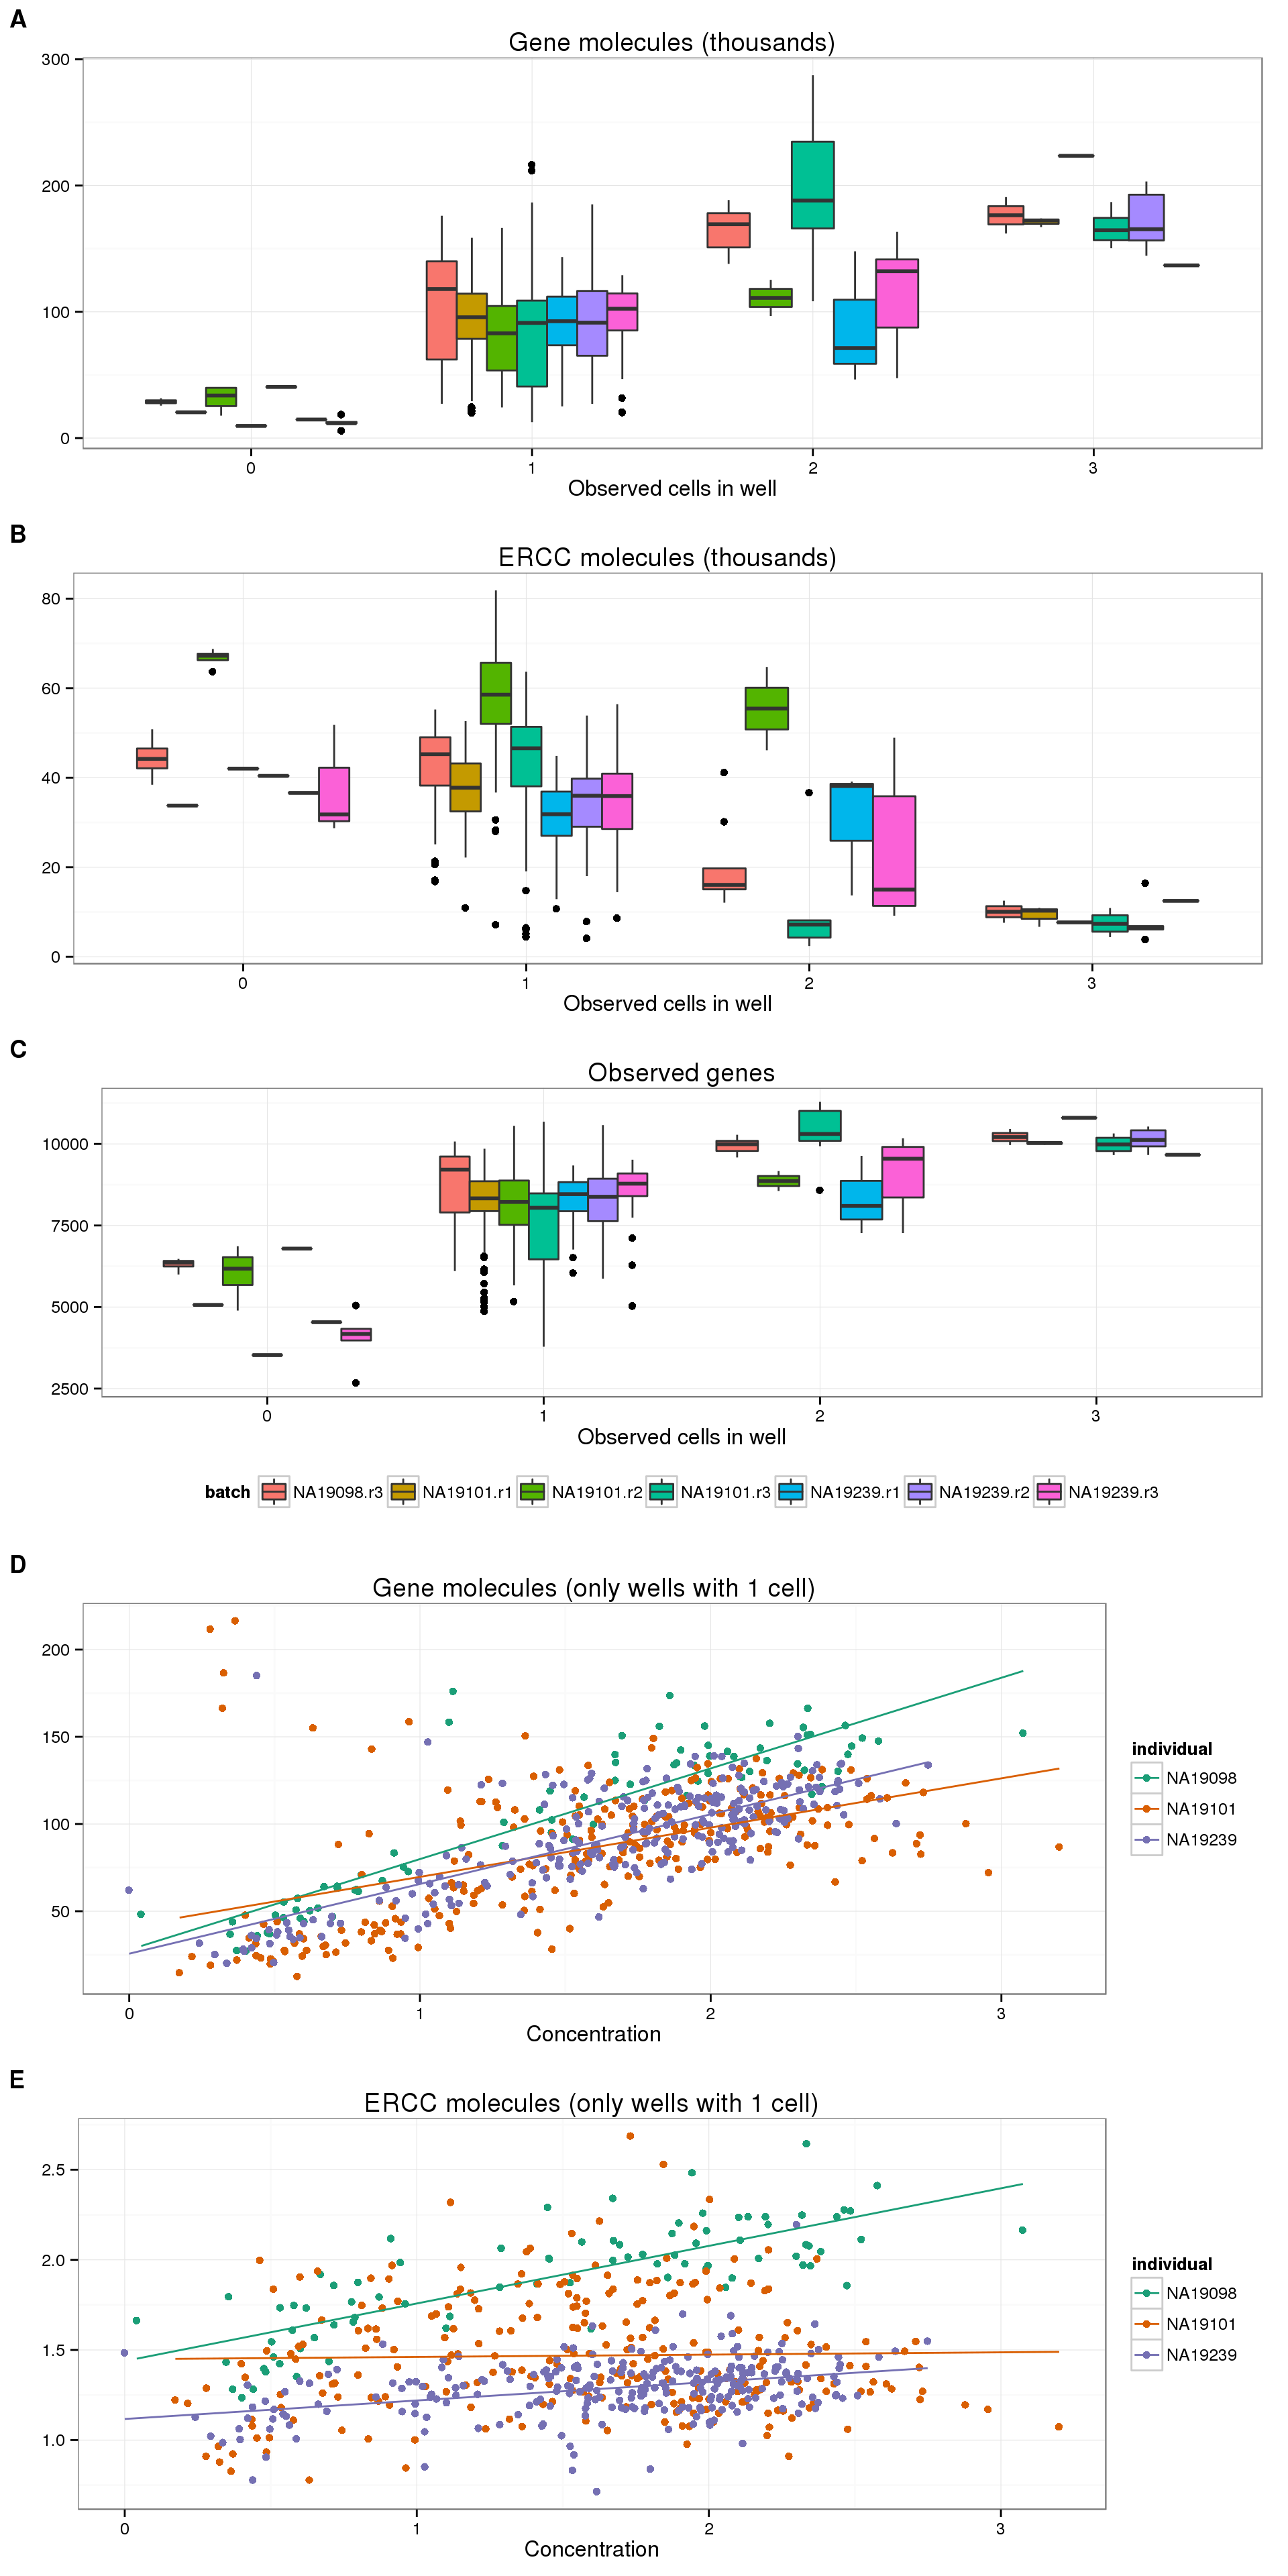 A
Gene molecules (thousands)
300
200
100
0
0 1 2 3
Observed cells in well
B
ERCC molecules (thousands)
80
60
40
20
0
0 1 2 3
Observed cells in well
C
Observed genes
10000
7500
5000
2500
0 1 2 3
Observed cells in well
batch NA19098.r3 NA19101.r1 NA19101.r2 NA19101.r3 NA19239.r1 NA19239.r2 NA19239.r3
D
Gene molecules (only wells with 1 cell)
200
150
100
50
0 1 2 3
Concentration
individual
NA19098
NA19101
NA19239
E
ERCC molecules (only wells with 1 cell)
2.5
2.0
1.5
1.0
0 1 2 3
Concentration
individual
NA19098
NA19101
NA19239